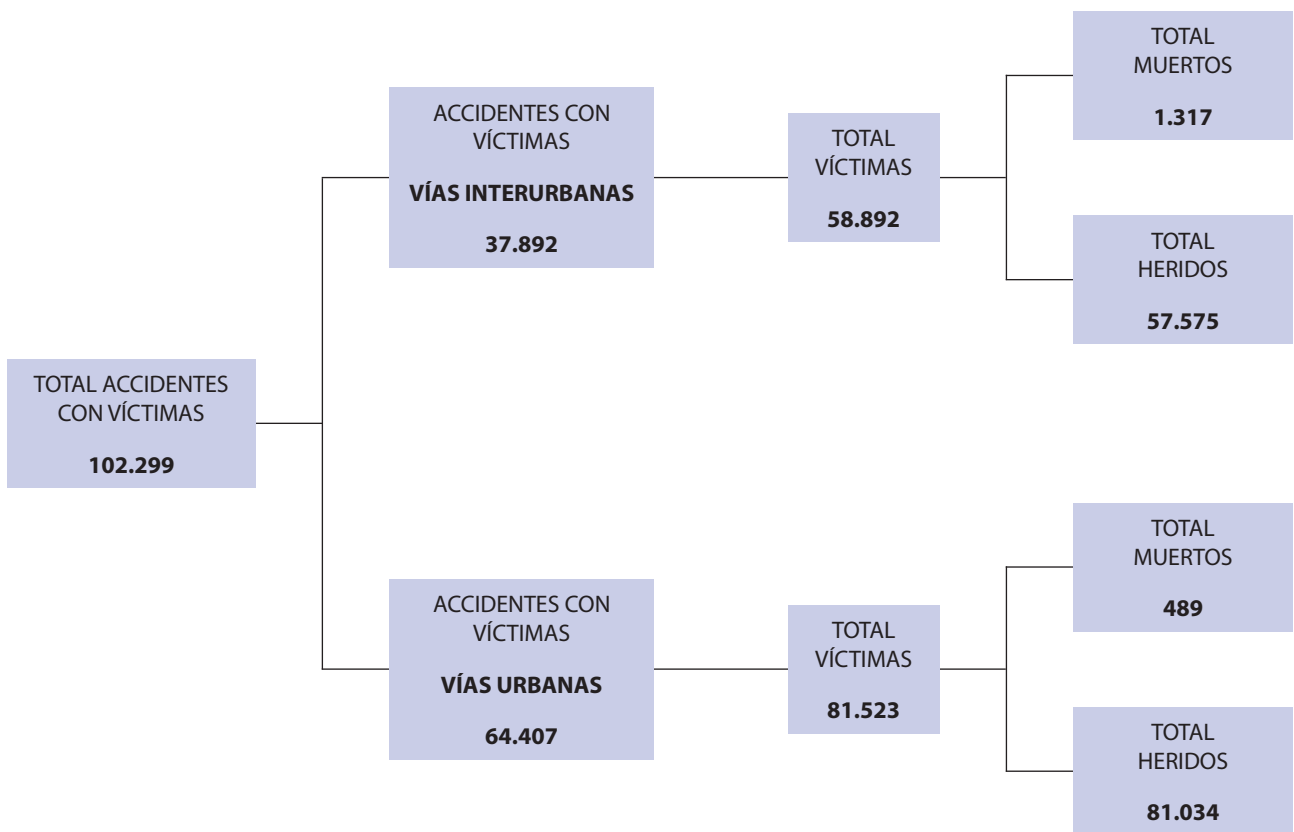 TOTAL ACCIDENTES
CON VÍCTIMAS
102.299
ACCIDENTES CON
VÍCTIMAS
VÍAS INTERURBANAS
37.892
TOTAL
VÍCTIMAS
58.892
TOTAL
MUERTOS
1.317
TOTAL
HERIDOS
57.575
ACCIDENTES CON
VÍCTIMAS
VÍAS URBANAS
64.407
TOTAL
VÍCTIMAS
81.523
TOTAL
MUERTOS
489
TOTAL
HERIDOS
81.034